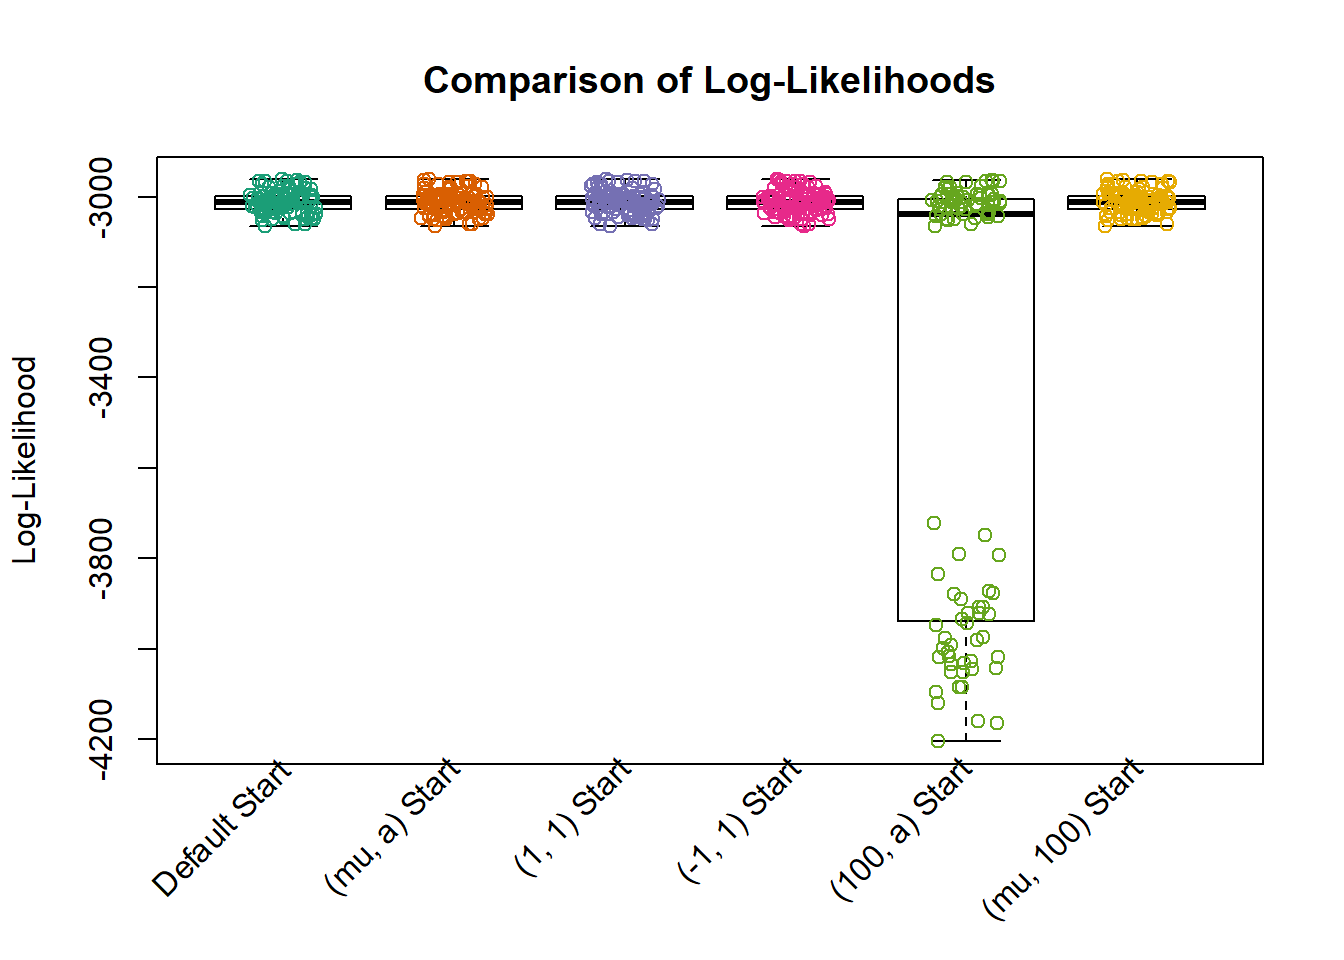 Comparison of Log-Likelihoods
Log-Likelihood
-3000
-3400
-3800
-4200
Default Start
(mu, a) Start
(1, 1) Start
(-1, 1) Start
(100, a) Start
(mu, 100) Start